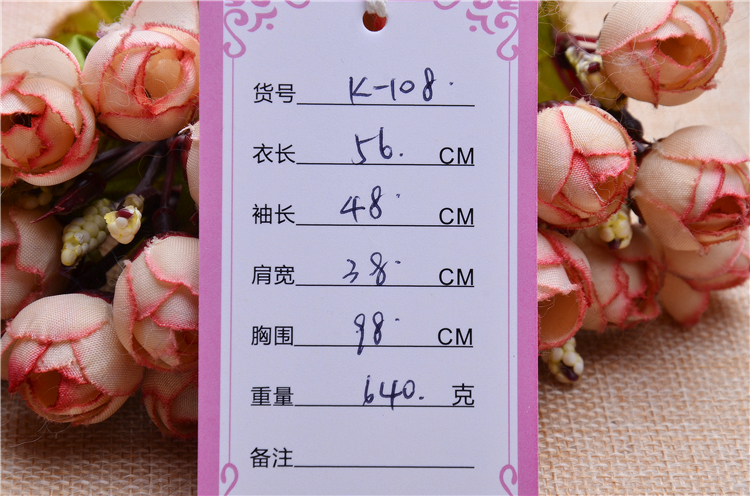 货号 K-108
衣长 56. CM
袖长 48 CM
肩宽 38 CM
胸围 98 CM
重量 640. 克
备注